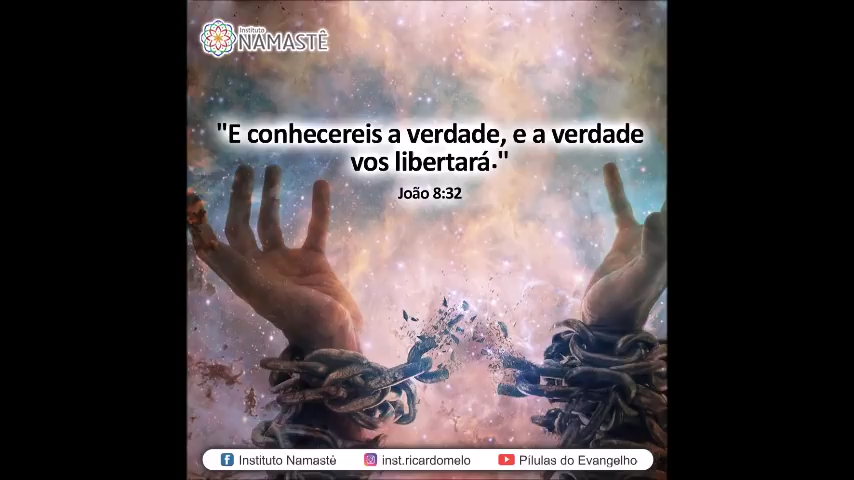 Instituto
NAMASTÊ
"E conhecereis a verdade, e a verdade
vos libertará."
João 8:32
Instituto Namastê inst.ricardomelo Pílulas do Evangelho